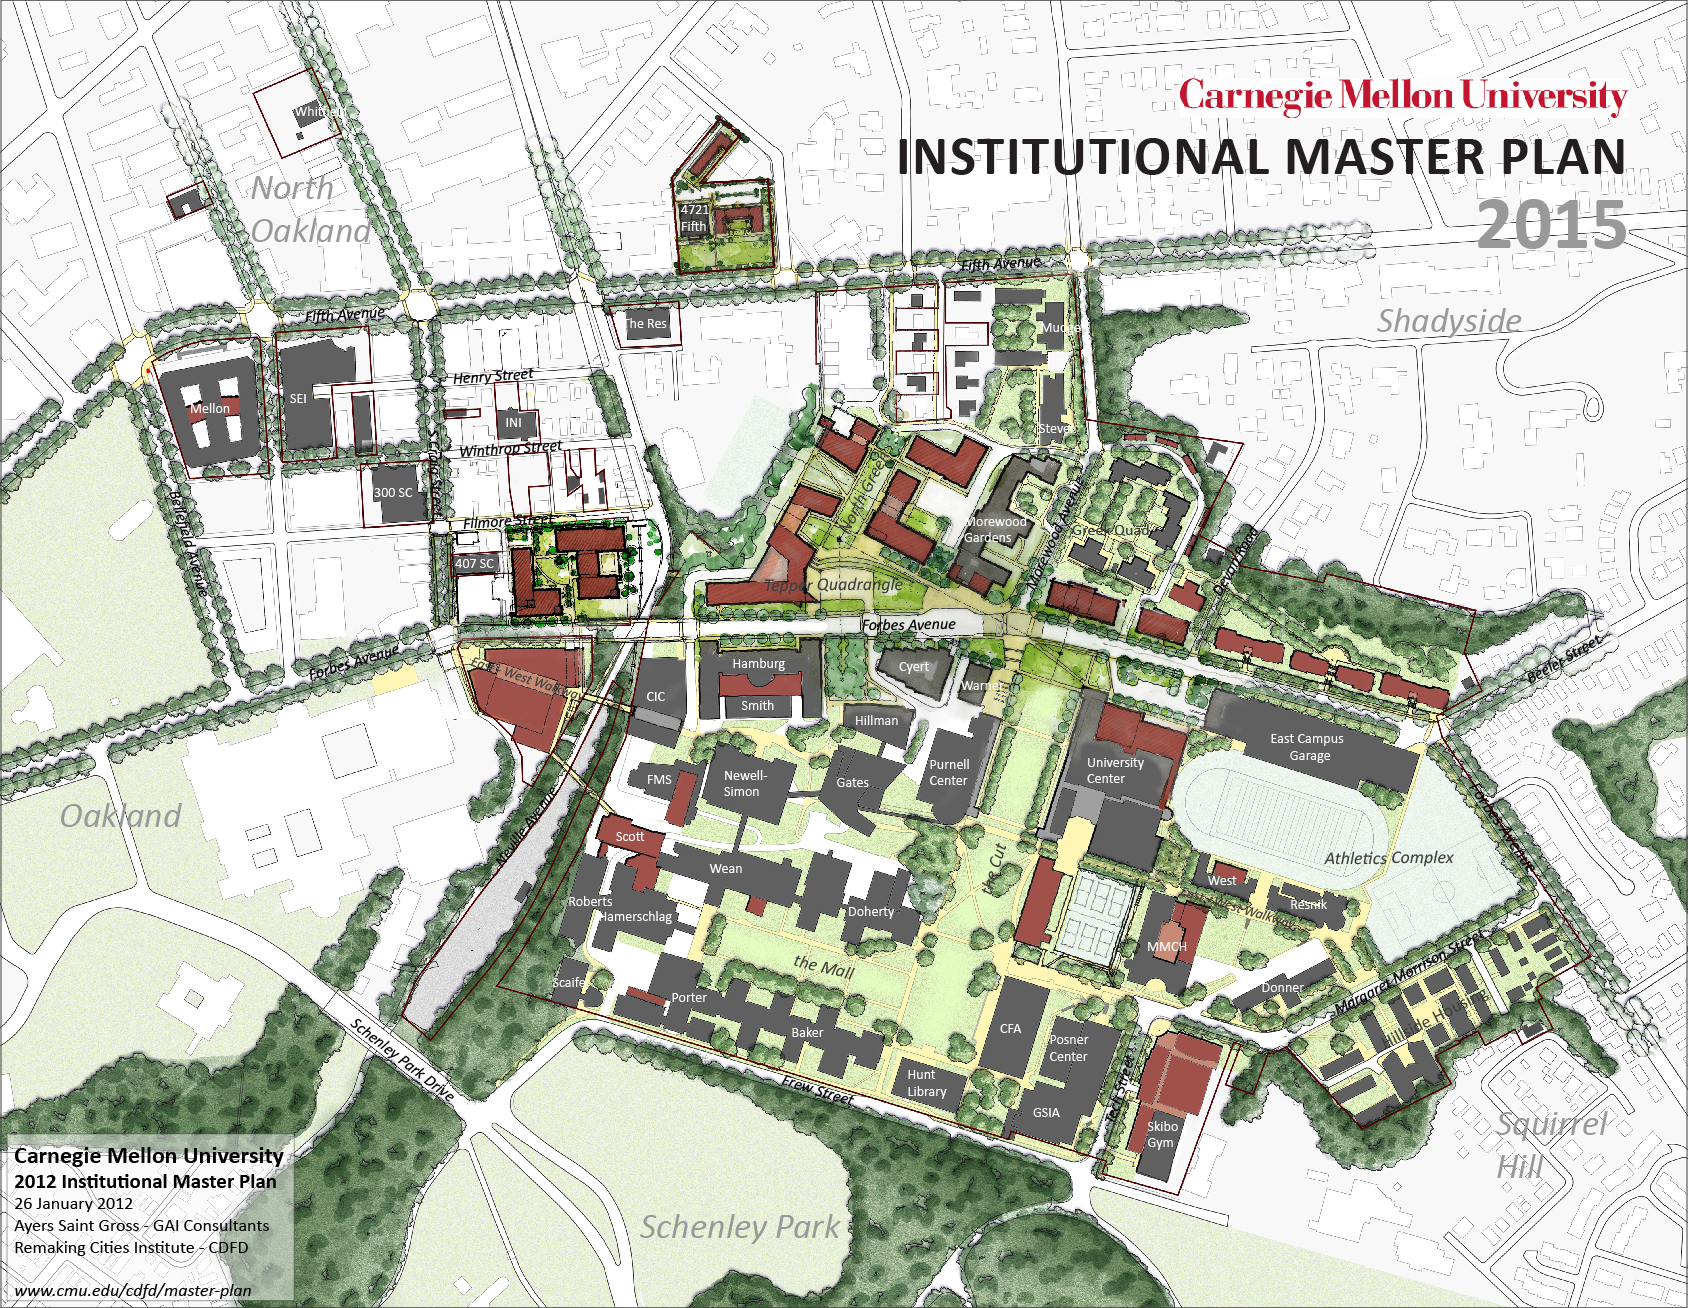 Carnegie Mellon University
INSTITUTIONAL MASTER PLAN
2015
North
Oakland
4721
Fifth
Fifth Avenue
Fifth Avenue
The Res
Mudge
Shadyside
Henry Street
Mellon
SEI
INI
Winthrop Street
Craig Street
300 SC
Filmore Street
407 SC
Bellefield Avenue
North Green
Morewood
Gardens
Morewood Avenue
Devon Road
Tepper Quadrangle
Forbes Avenue
Forbes Avenue
Beeler Street
East West Walkway
CIC
Hamburg
Smith
Cyert
Warner
Hillman
Purnell
Center
University
Center
East Campus
Garage
FMS
Newell-
Simon
Gates
Oakland
Neville Avenue
Scott
Wean
the Cut
Athletics Complex
Forbes Avenue
West
Resnik
East West Walkway
Roberts
Hamerschlag
Doherty
MMCH
the Mall
Scaife
Porter
Baker
Donner
Margaret Morrison Street
Hillside Housing
CFA
Posner
Center
Hunt
Library
GSIA
Tech Street
Skibo
Gym
Frew Street
Schenley Park Drive
Squirrel
Hill
Schenley Park
Carnegie Mellon University
2012 Institutional Master Plan
26 January 2012
Ayers Saint Gross - GAI Consultants
Remaking Cities Institute - CDFD
www.cmu.edu/cdfd/master-plan